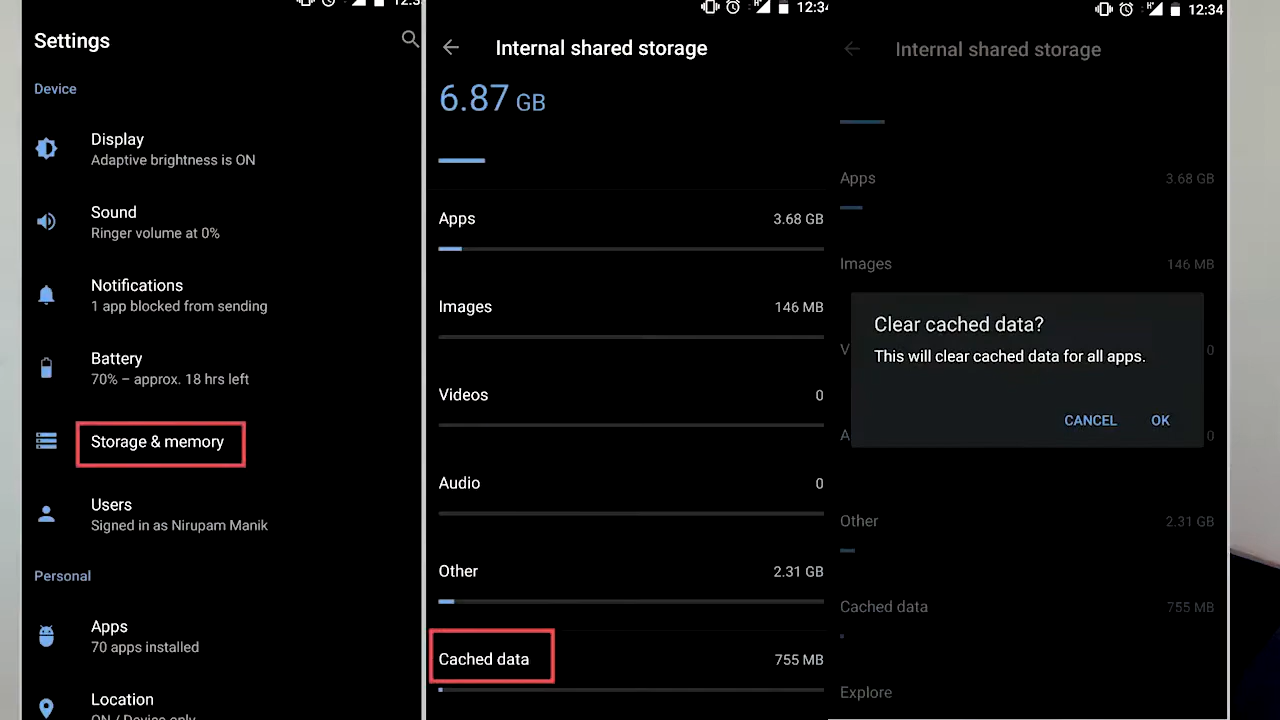 Settings
Device
Display
Adaptive brightness is ON
Sound
Ringer volume at 0%
Notifications
1 app blocked from sending
Battery
70% – approx. 18 hrs left
Storage & memory
Users
Signed in as Nirupam Manik
Personal
Apps
70 apps installed
Location
ON / Device only
12:34
Internal shared storage
6.87 GB
Apps 3.68 GB
Images 146 MB
Videos 0
Audio 0
Other 2.31 GB
Cached data 755 MB
H+ 12:34
Internal shared storage
Apps 3.68 GB
Images 146 MB
V 0
Clear cached data?
This will clear cached data for all apps.
CANCEL OK
A 0
Other 2.31 GB
Cached data 755 MB
Explore